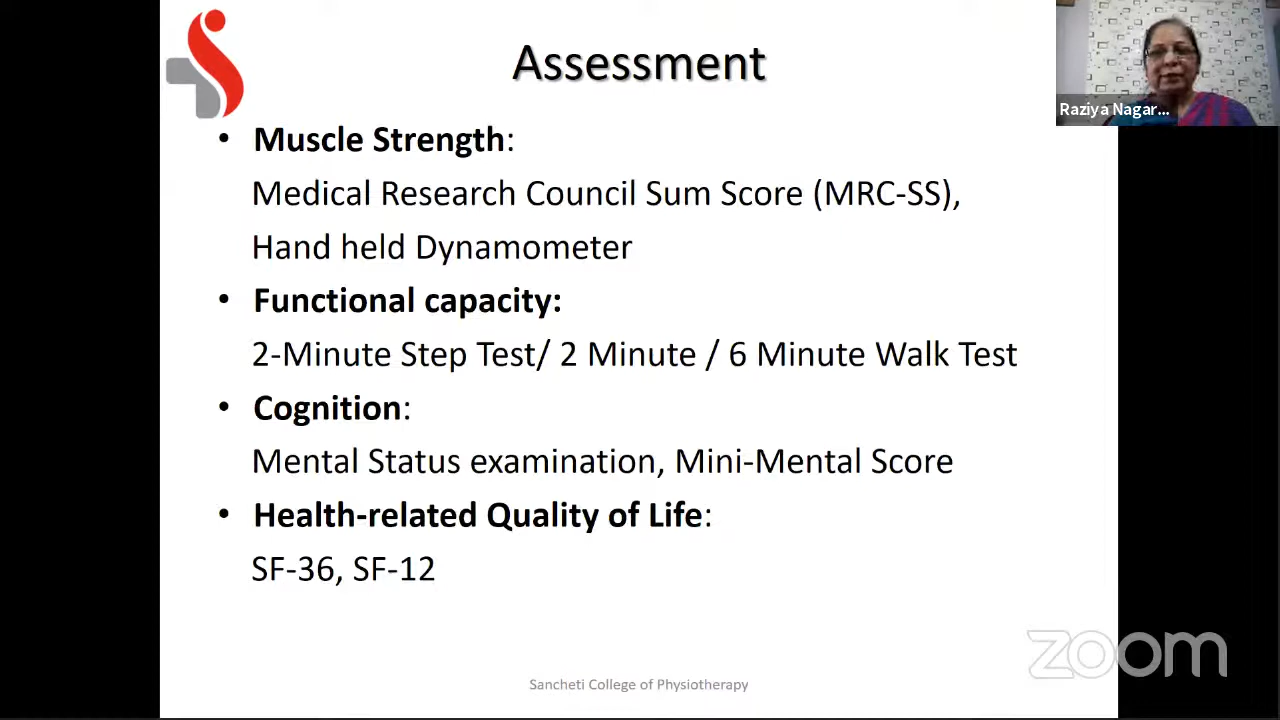 Assessment
Raziya Nagar...
• Muscle Strength:
Medical Research Council Sum Score (MRC-SS),
Hand held Dynamometer
• Functional capacity:
2-Minute Step Test/ 2 Minute / 6 Minute Walk Test
• Cognition:
Mental Status examination, Mini-Mental Score
• Health-related Quality of Life:
SF-36, SF-12
zoom
Sancheti College of Physiotherapy